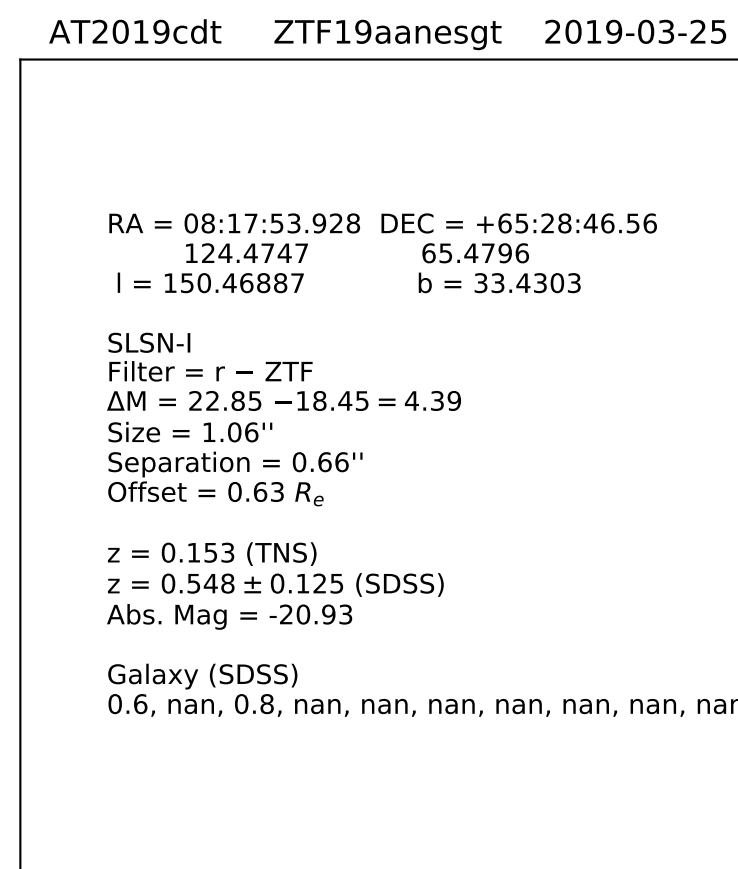 AT2019cdt ZTF19aanesgt 2019-03-25
RA = 08:17:53.928 DEC = +65:28:46.56
124.4747 65.4796
l = 150.46887 b = 33.4303
SLSN-I
Filter = r − ZTF
ΔM = 22.85 −18.45 = 4.39
Size = 1.06''
Separation = 0.66''
Offset = 0.63 Re
z = 0.153 (TNS)
z = 0.548 ± 0.125 (SDSS)
Abs. Mag = -20.93
Galaxy (SDSS)
0.6, nan, 0.8, nan, nan, nan, nan, nan, nan, nan